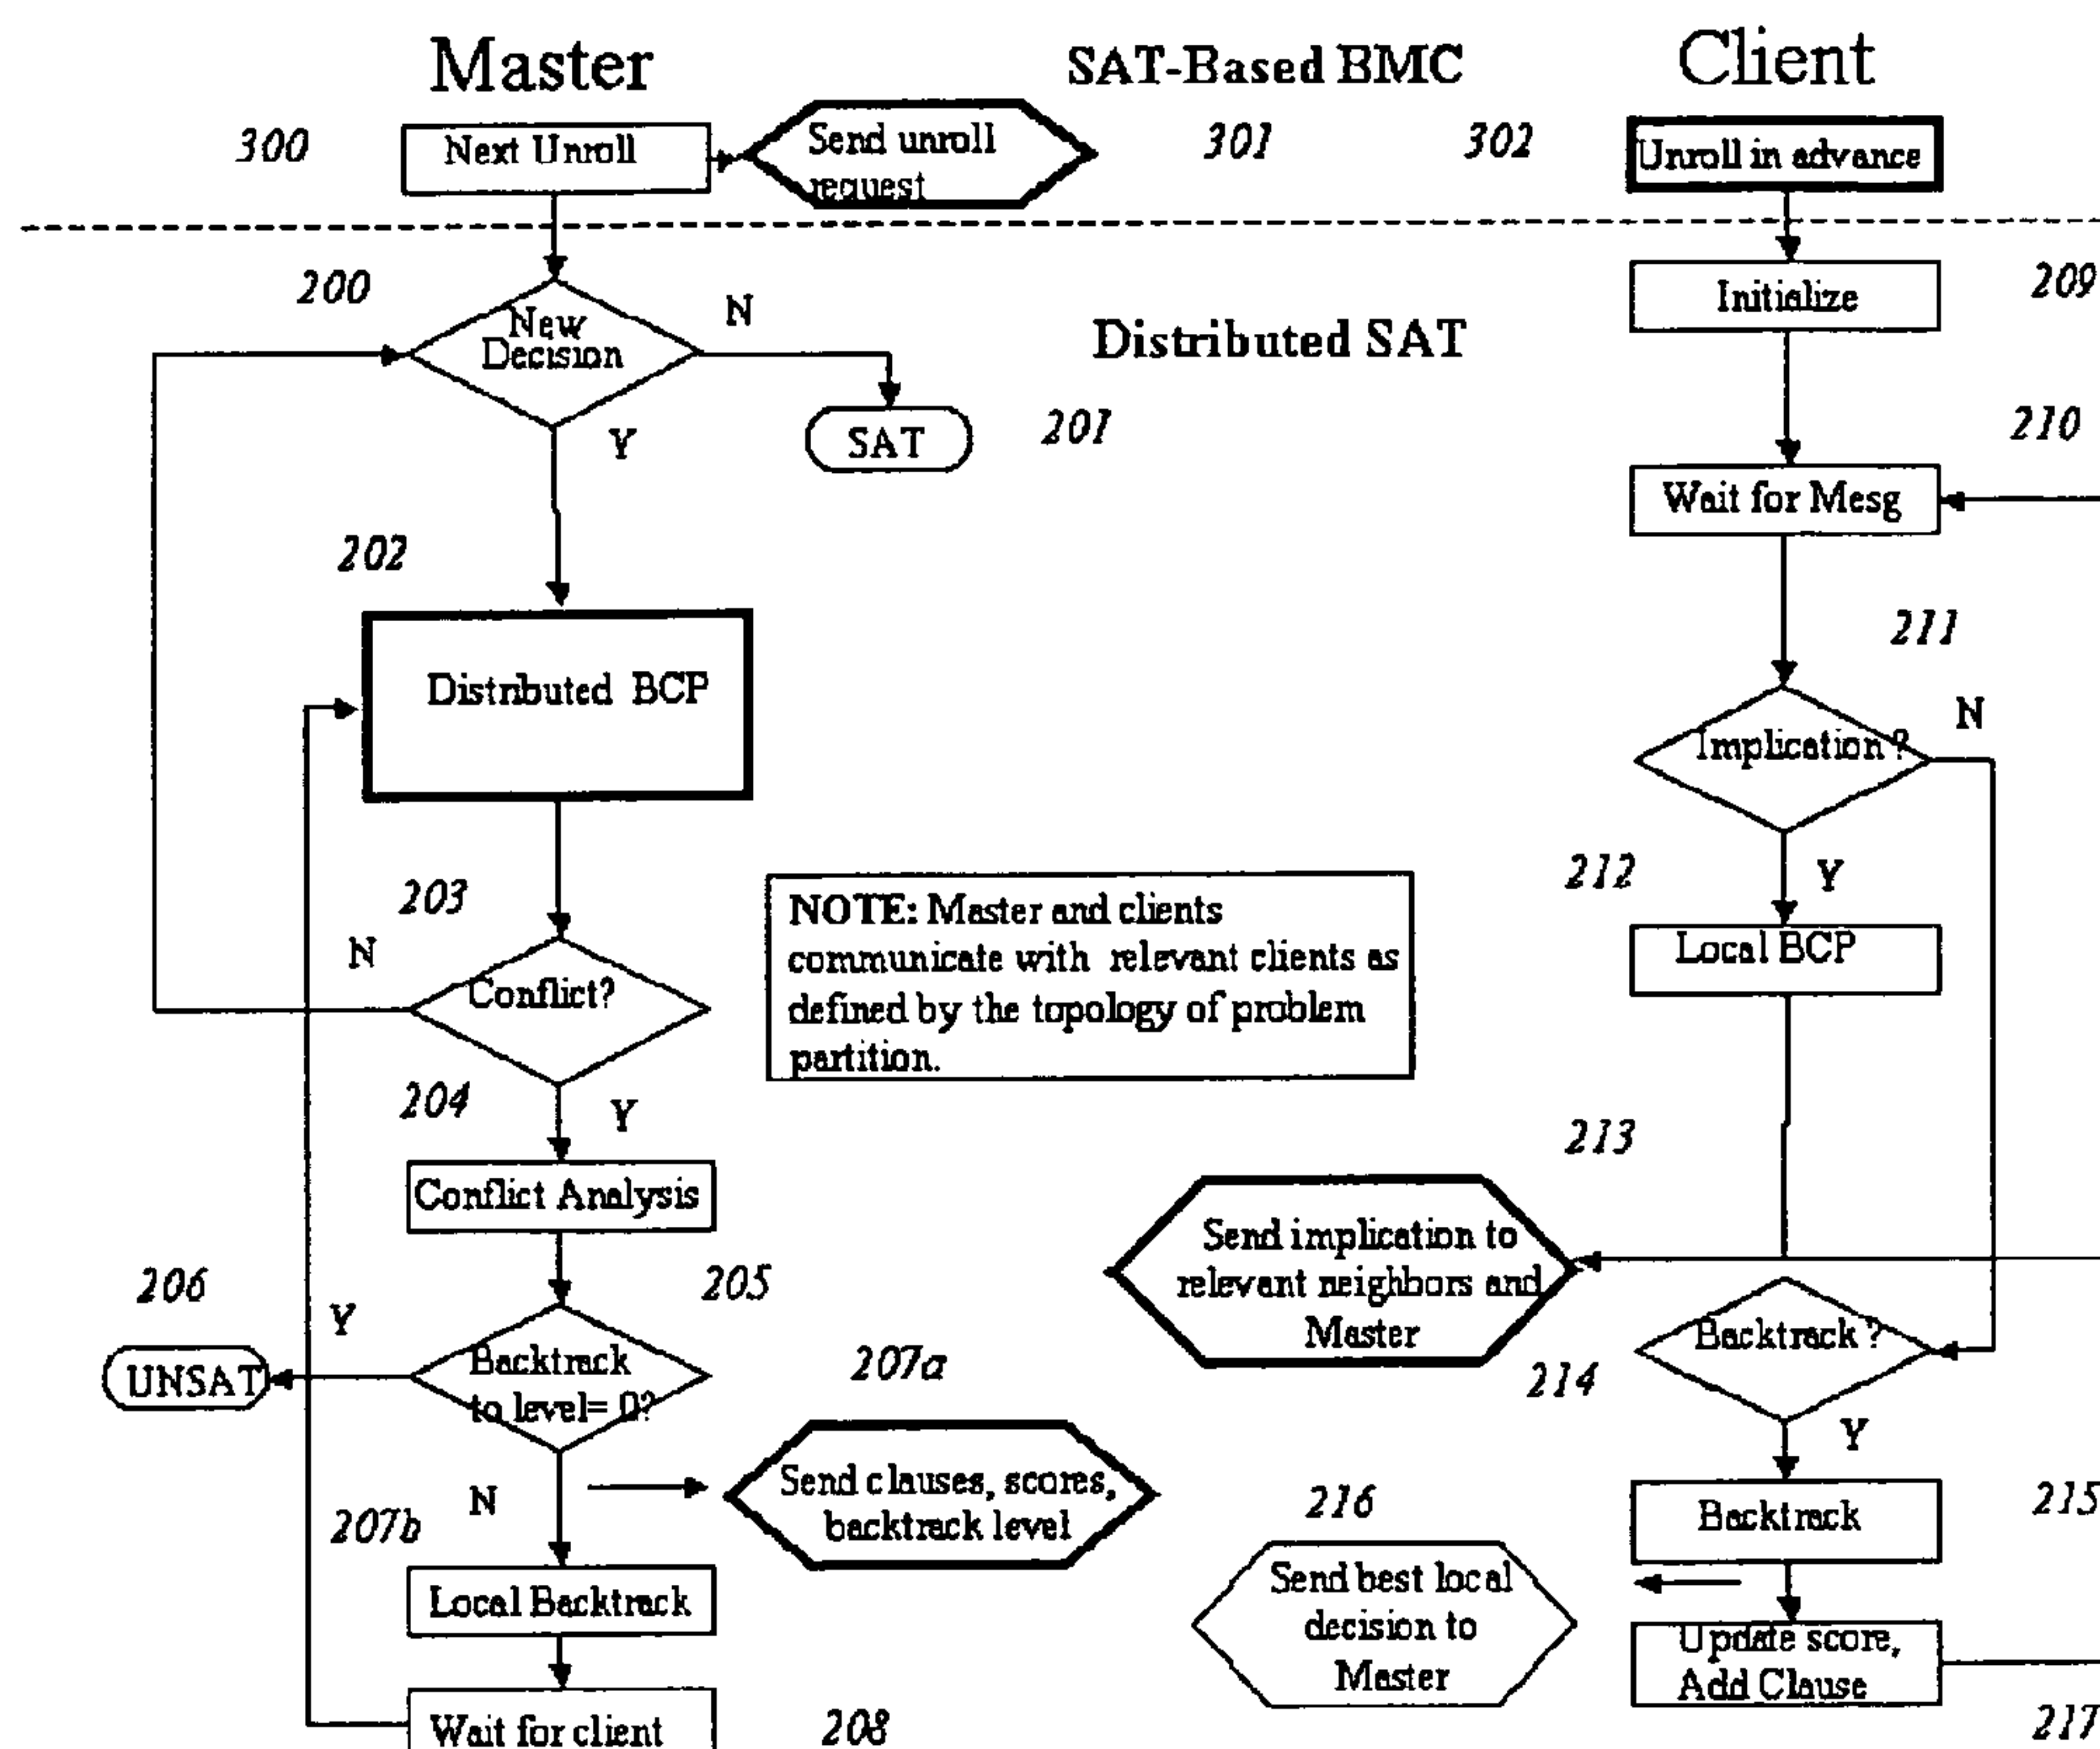 Master
SAT-Based BMC
Client
300
Next Unroll
Send unroll
request
301
302
Unroll in advance
200
New
Decision
N
Y
SAT
201
Distributed SAT
Initialize
209
210
Wait for Mesg
202
Distributed BCP
211
Implication?
N
Y
212
Local BCP
203
N
Conflict?
Y
NOTE: Master and clients
communicate with relevant clients as
defined by the topology of problem
partition.
204
Conflict Analysis
213
Send implication to
relevant neighbors and
Master
206
Y
UNSAT
205
Backtrack
to level= 0?
N
207a
Send clauses, scores,
backtrack level
Backtrack?
214
Y
Backtrack
215
207b
Local Backtrack
216
Send best local
decision to
Master
Update score,
Add Clause
217
Wait for client
208